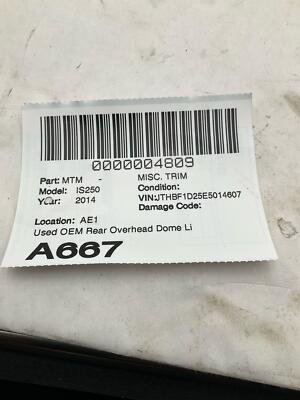 0000004809
Part: MTM - MISC. TRIM
Model: IS250 Condition:
Year: 2014 VIN:JTHBF1D25E5014607
Damage Code:
Location: AE1
Used OEM Rear Overhead Dome Li
A667